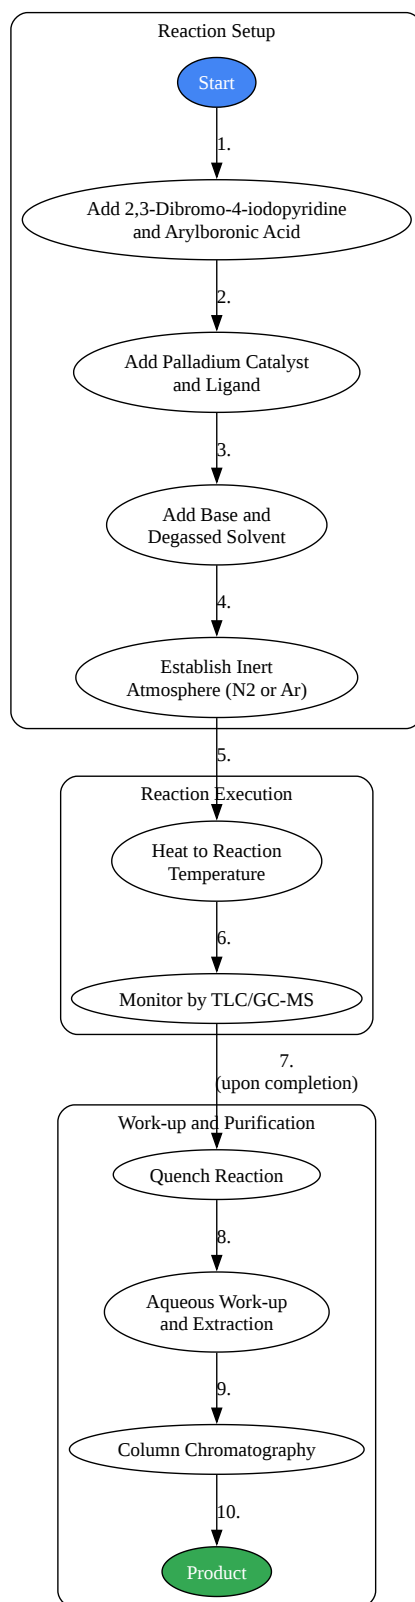 Reaction Setup
Start
1.
Add 2,3-Dibromo-4-iodopyridine
and Arylboronic Acid
2.
Add Palladium Catalyst
and Ligand
3.
Add Base and
Degassed Solvent
4.
Establish Inert
Atmosphere (N2 or Ar)
5.
Reaction Execution
Heat to Reaction
Temperature
6.
Monitor by TLC/GC-MS
7.
(upon completion)
Work-up and Purification
Quench Reaction
8.
Aqueous Work-up
and Extraction
9.
Column Chromatography
10.
Product